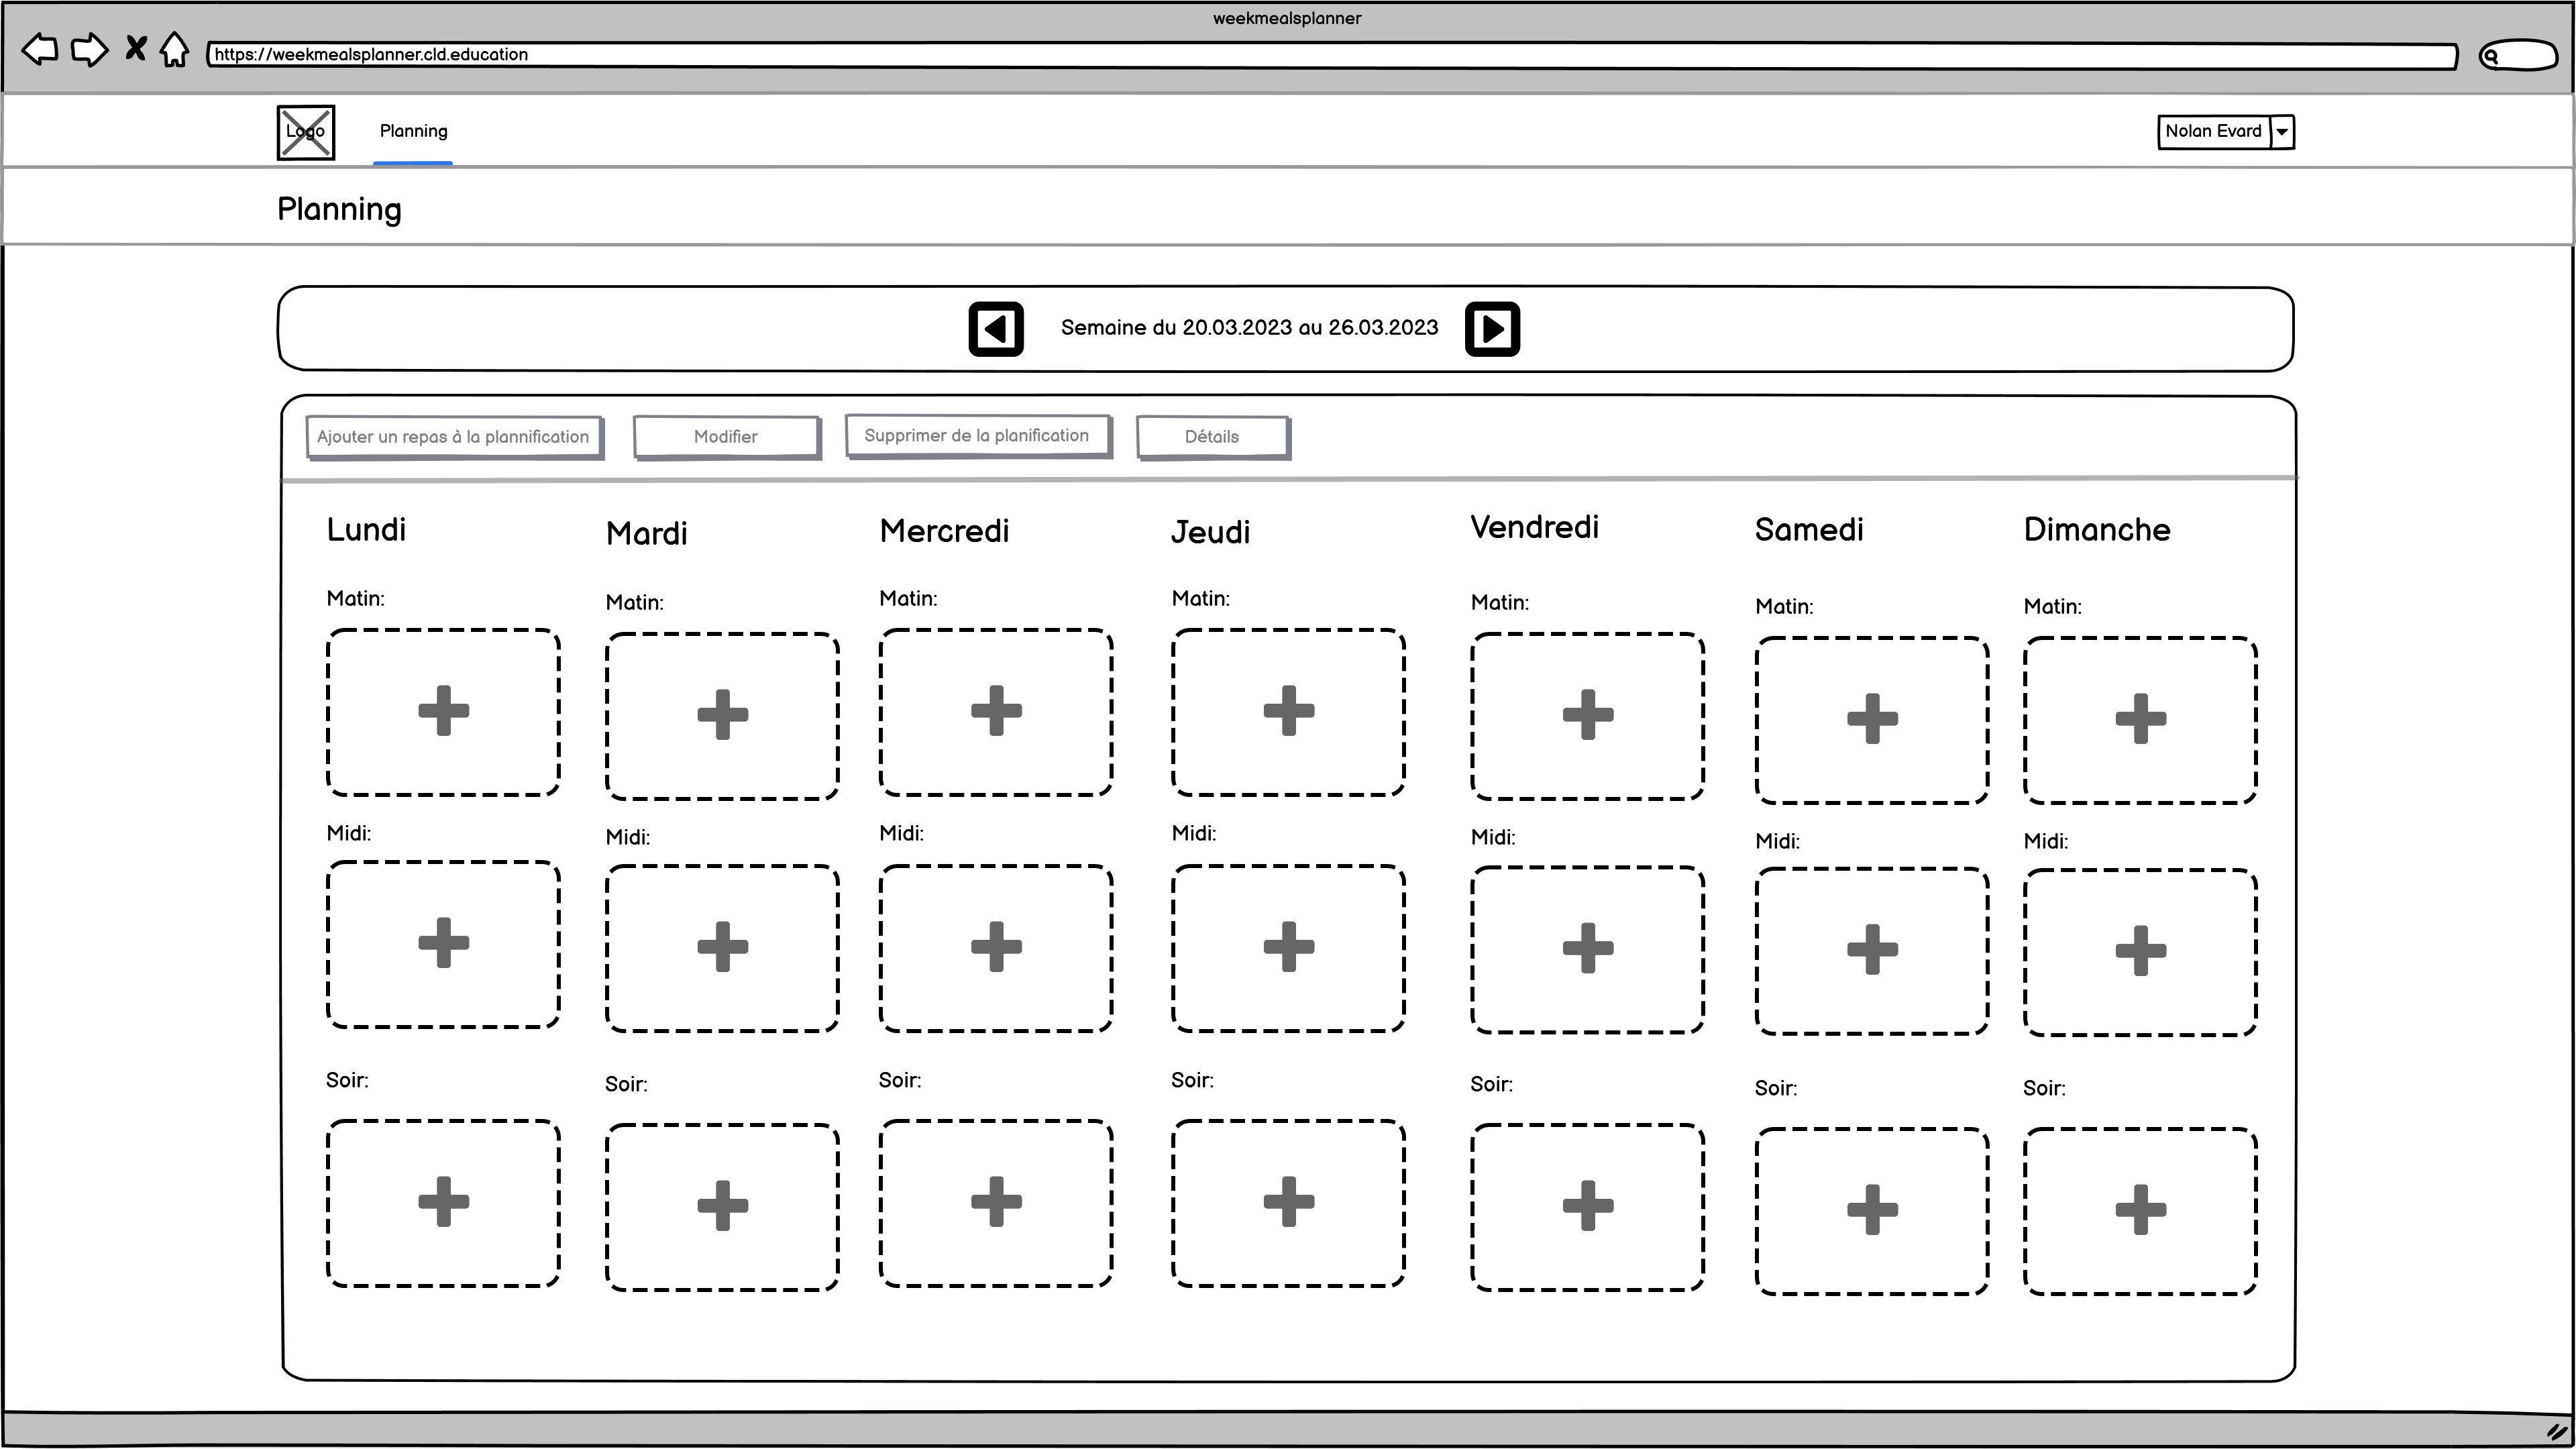 weekmealsplanner
https://weekmealsplanner.cld.education
Logo Planning Nolan Evard
Planning
Semaine du 20.03.2023 au 26.03.2023
Ajouter un repas à la plannification Modifier Supprimer de la planification Détails
Lundi Mardi Mercredi Jeudi Vendredi Samedi Dimanche
Matin: Matin: Matin: Matin: Matin: Matin: Matin:
Midi: Midi: Midi: Midi: Midi: Midi: Midi:
Soir: Soir: Soir: Soir: Soir: Soir: Soir: